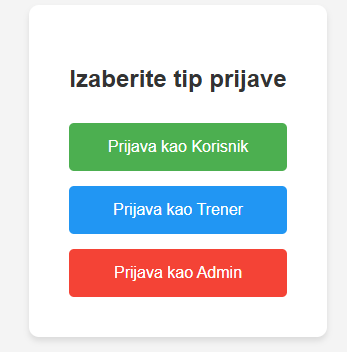 Izaberite tip prijave
Prijava kao Korisnik
Prijava kao Trener
Prijava kao Admin